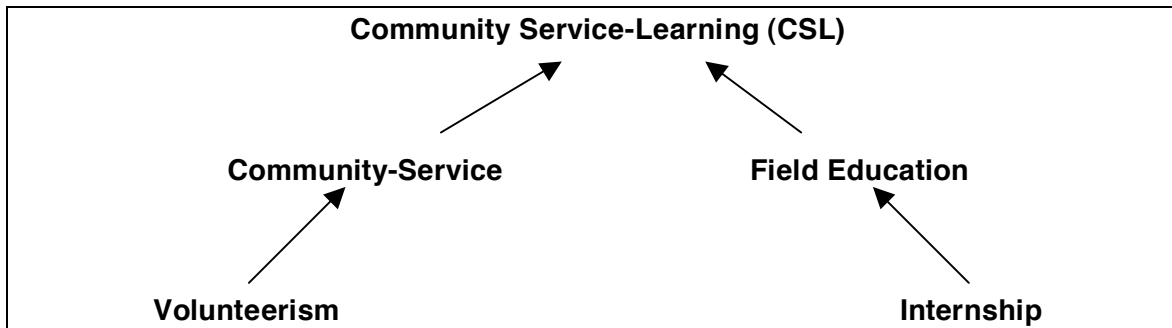 Community Service-Learning (CSL)
Community-Service Field Education
Volunteerism Internship